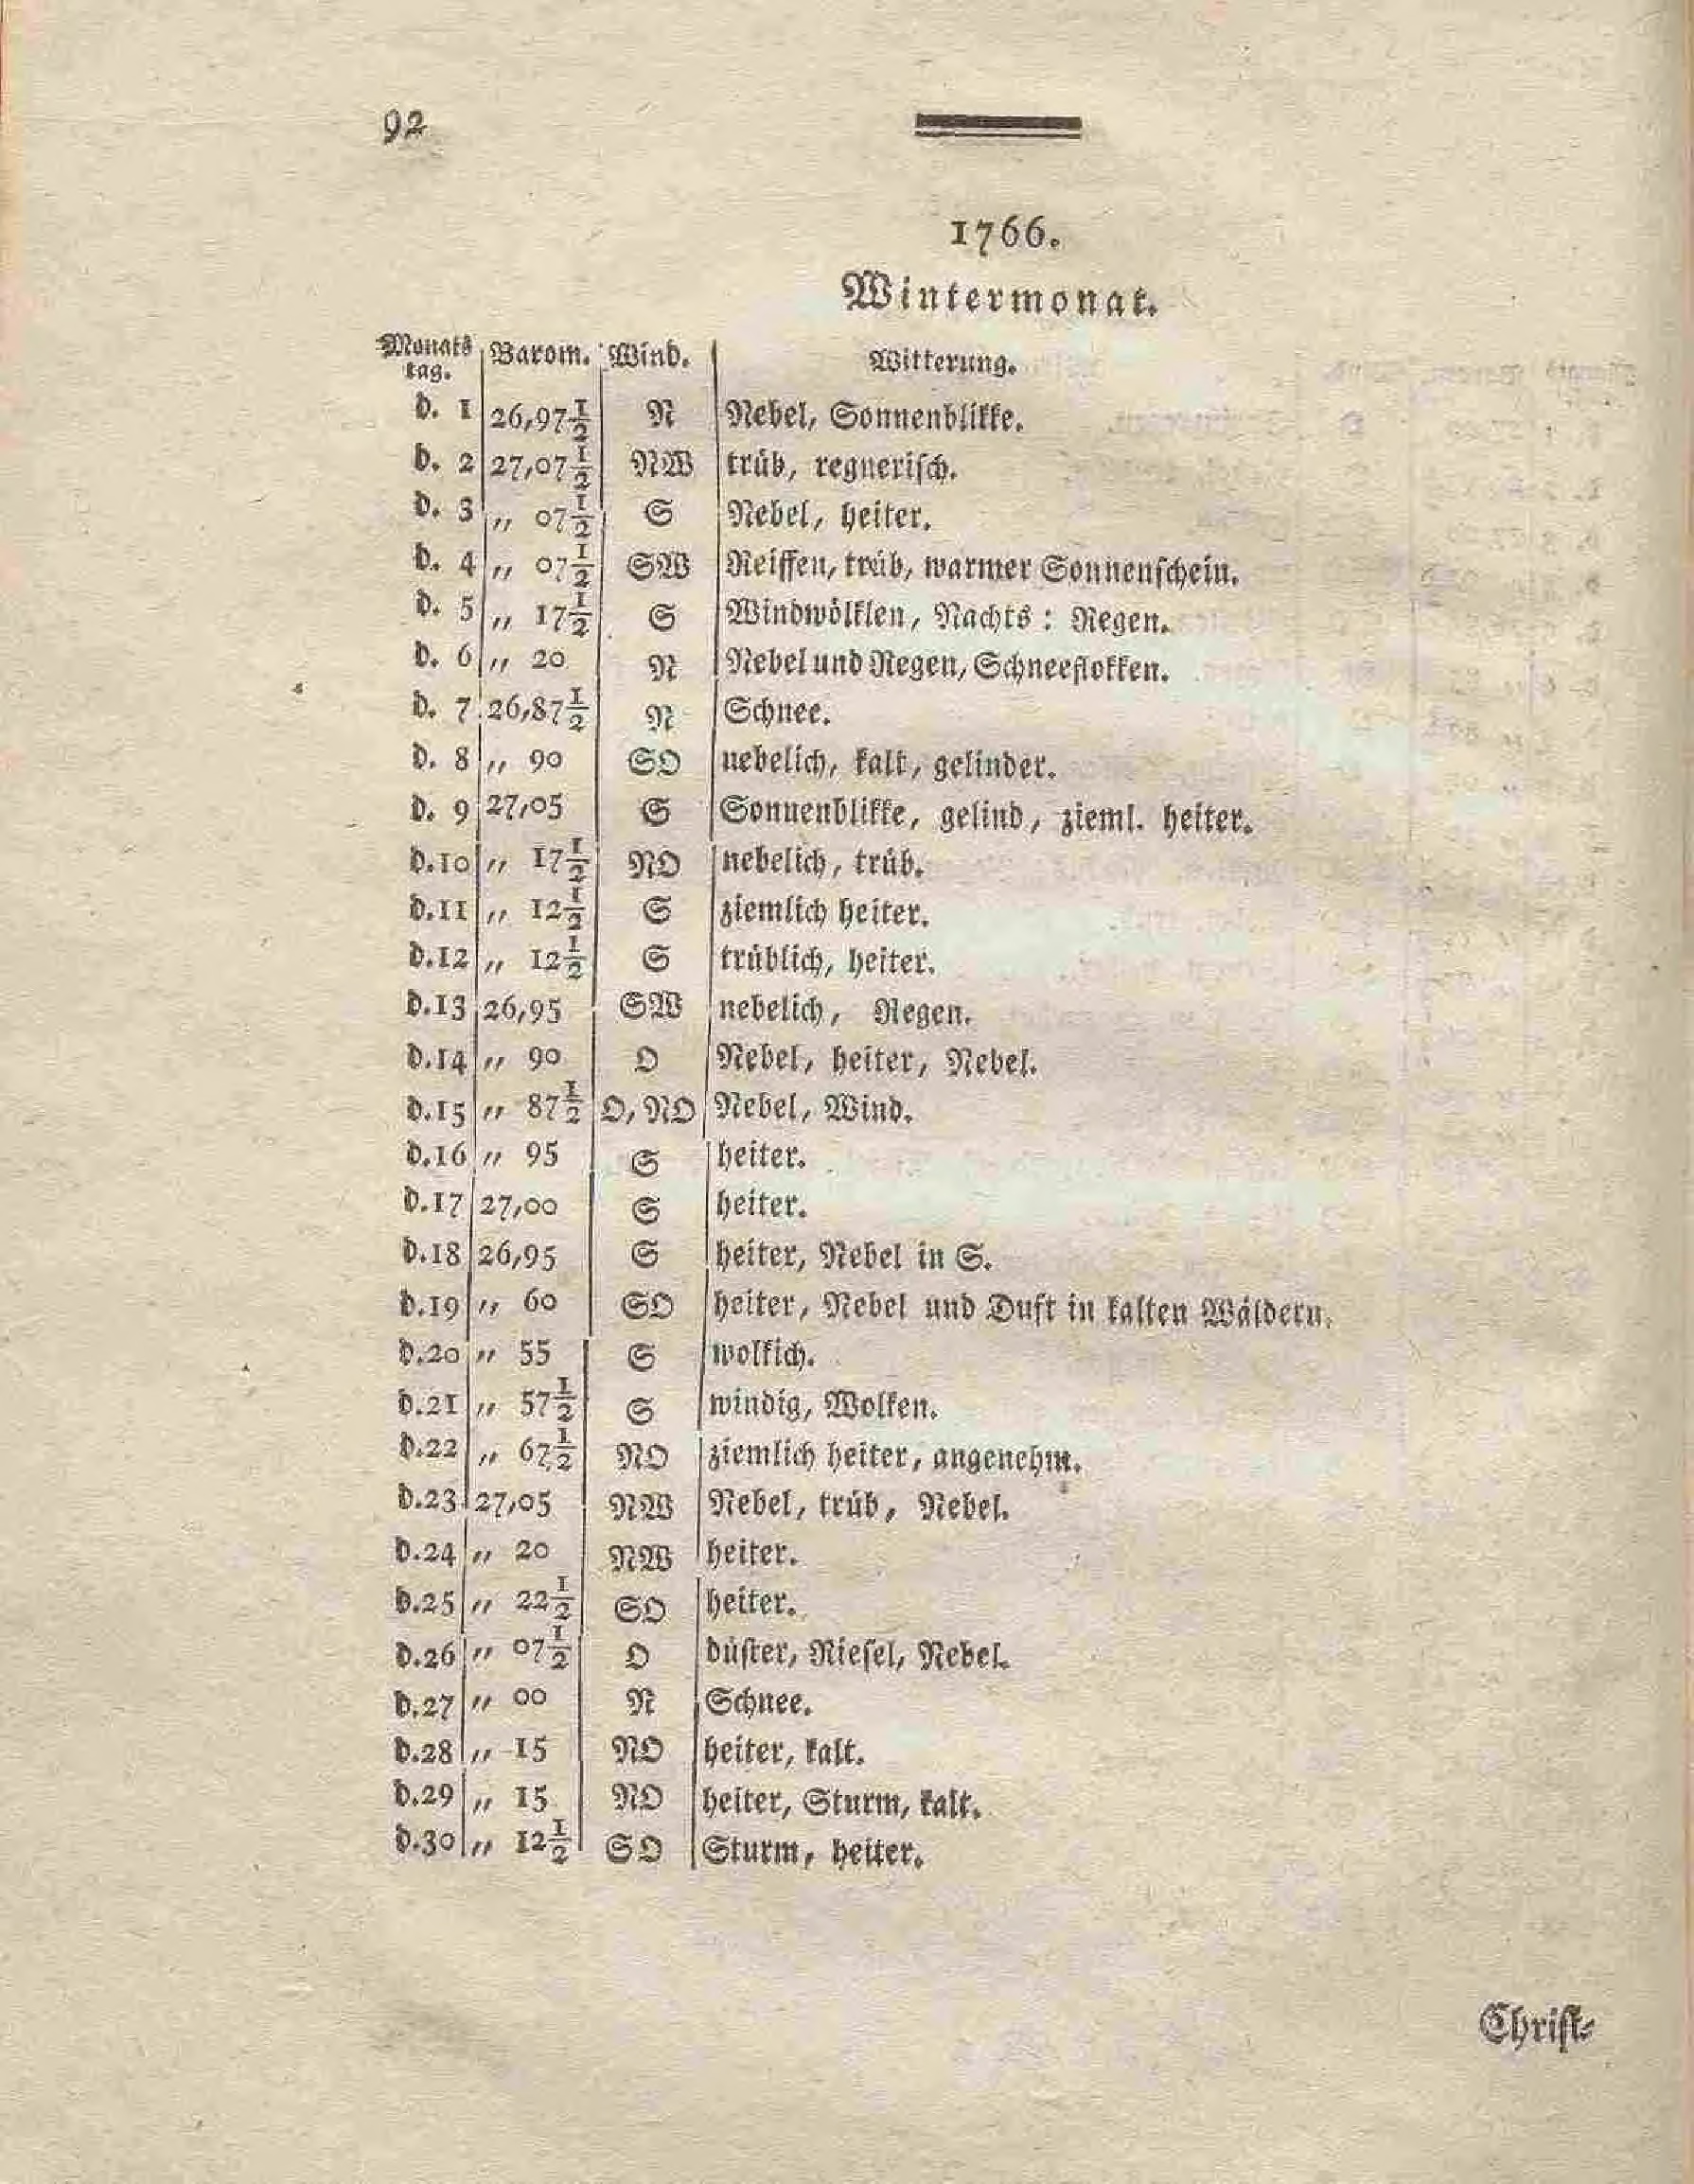 92
1766.
Wintermonat.
Monats tag. Barom. Wind. Witterung.
d. 1 26,97½ N Nebel, Sonnenblikke.
d. 2 27,07½ NW trüb, regnerisch.
d. 3 „ 07½ S Nebel, heiter.
d. 4 „ 07½ SW Reiffen, trüb, warmer Sonnenschein.
d. 5 „ 17½ S Windwölklen, Nachts: Regen.
d. 6 „ 20 N Nebel und Regen, Schneeflokken.
d. 7 26,87½ N Schnee.
d. 8 „ 90 SO nebelich, kalt, gelinder.
d. 9 27,05 S Sonnenblikke, gelind, zieml. heiter.
d.10 „ 17½ NO nebelich, trüb.
d.11 „ 12½ S ziemlich heiter.
d.12 „ 12½ S trüblich, heiter.
d.13 26,95 SW nebelich, Regen.
d.14 „ 90 O Nebel, heiter, Nebel.
d.15 „ 87½ O, NO Nebel, Wind.
d.16 „ 95 S heiter.
d.17 27,00 S heiter.
d.18 26,95 S heiter, Nebel in S.
d.19 „ 60 SO heiter, Nebel und Duft in kalten Wäldern.
d.20 „ 55 S wolkich.
d.21 „ 57½ S windig, Wolken.
d.22 „ 67½ NO ziemlich heiter, angenehm.
d.23 27,05 NW Nebel, trüb, Nebel.
d.24 „ 20 NW heiter.
d.25 „ 22½ SO heiter.
d.26 „ 07½ O düster, Riesel, Nebel.
d.27 „ 00 N Schnee.
d.28 „ 15 NO heiter, kalt.
d.29 „ 15 NO heiter, Sturm, kalt.
d.30 „ 12½ SO Sturm, heiter.
Christ-